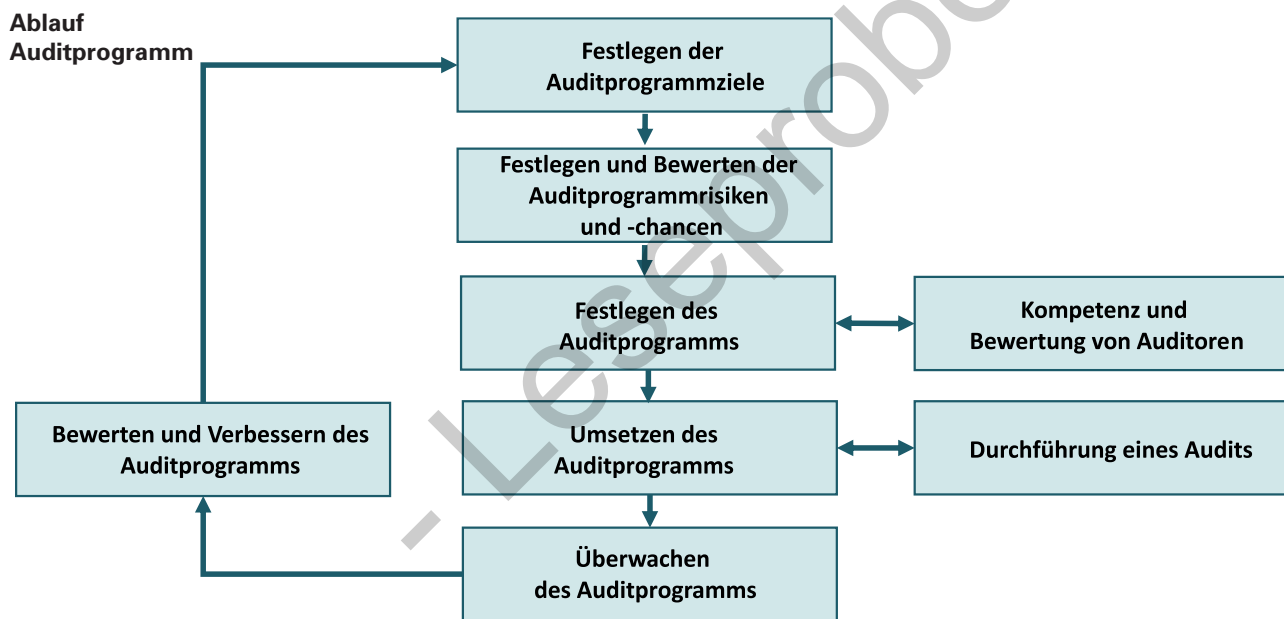 Ablauf
Auditprogramm
Festlegen der
Auditprogrammziele
Festlegen und Bewerten der
Auditprogrammrisiken
und -chancen
Festlegen des
Auditprogramms
Kompetenz und
Bewertung von Auditoren
Bewerten und Verbessern des
Auditprogramms
Umsetzen des
Auditprogramms
Durchführung eines Audits
Überwachen
des Auditprogramms
- Leseprobe